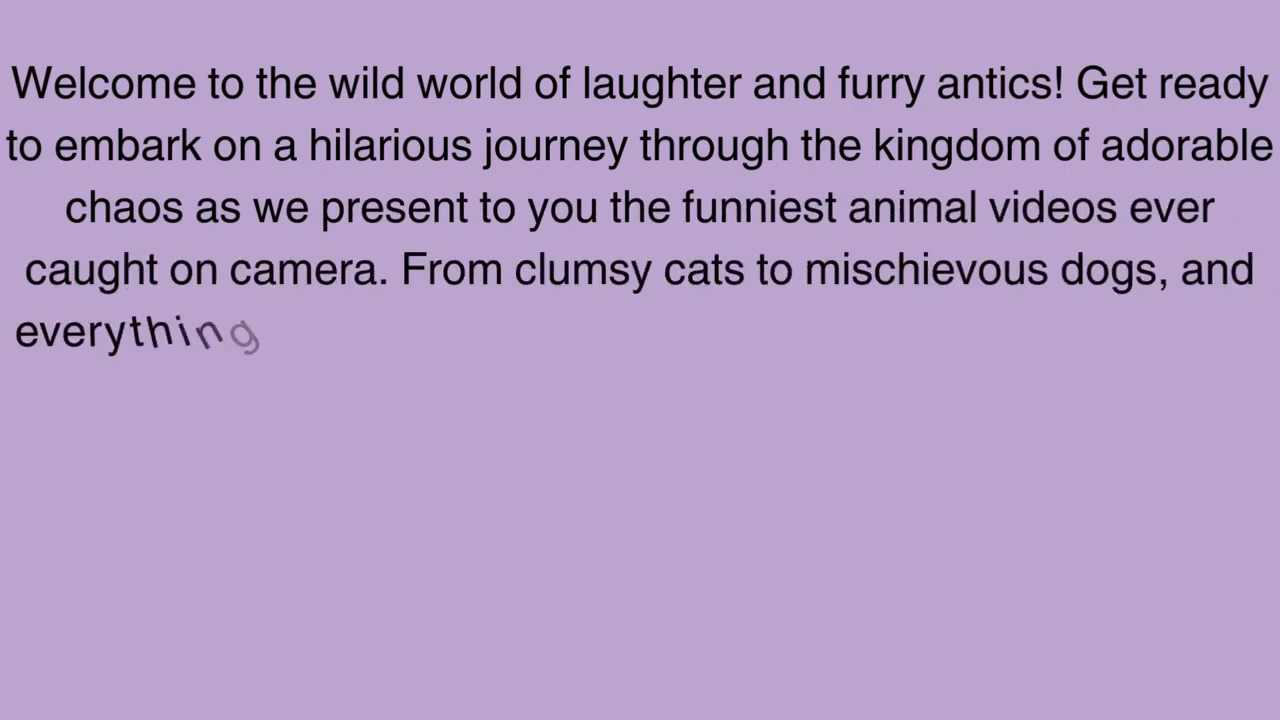 Welcome to the wild world of laughter and furry antics! Get ready
to embark on a hilarious journey through the kingdom of adorable
chaos as we present to you the funniest animal videos ever
caught on camera. From clumsy cats to mischievous dogs, and
everything